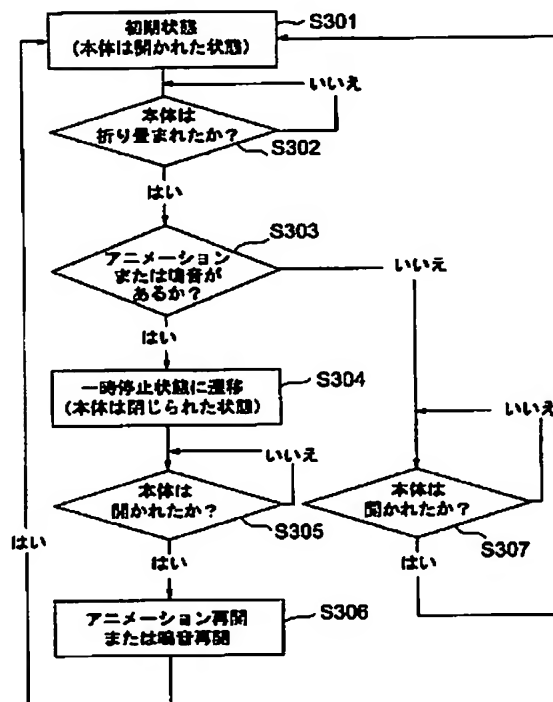 初期状態
(本体は開かれた状態)
S301
いいえ
本体は
折り畳まれたか?
S302
はい
アニメーション
または鳴音が
あるか?
S303
いいえ
はい
一時停止状態に遷移
(本体は閉じられた状態)
S304
いいえ
いいえ
本体は
開かれたか?
S305
本体は
開かれたか?
S307
はい
はい
はい
アニメーション再開
または鳴音再開
S306